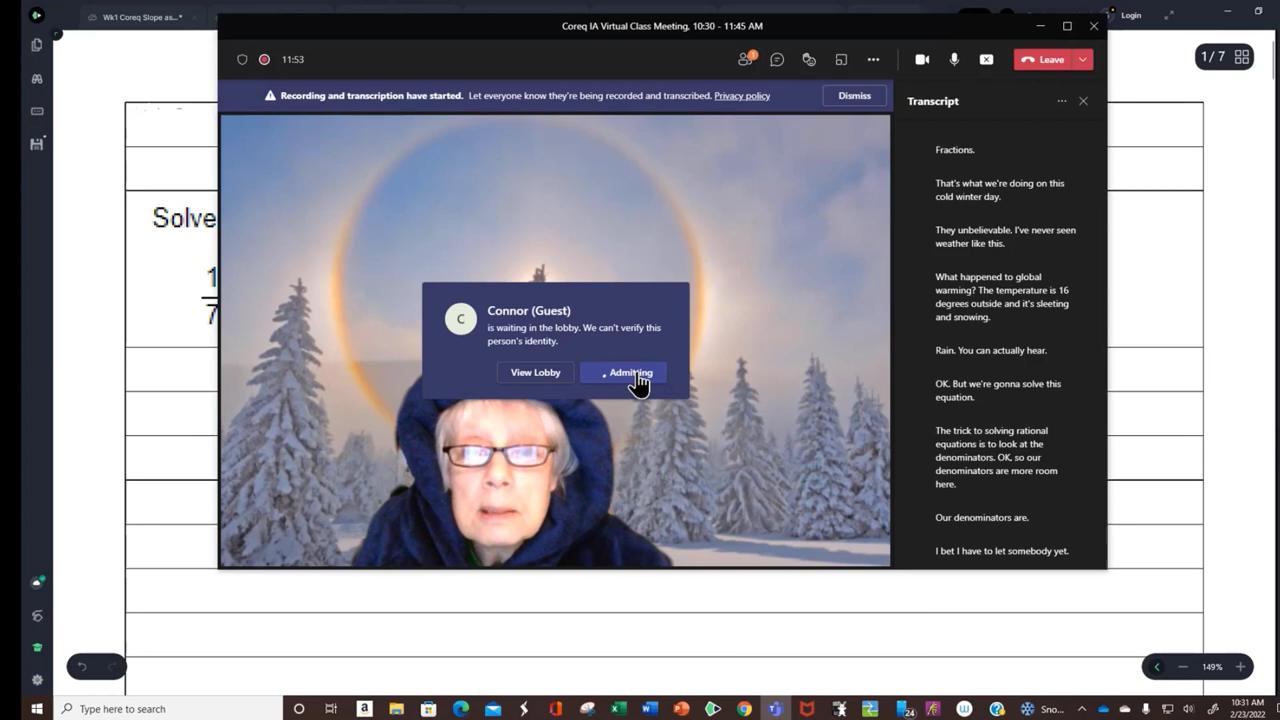 Wk1 Coreq Slope as...*
Login
Coreq IA Virtual Class Meeting, 10:30 - 11:45 AM
11:53
1
Leave
1 / 7
Recording and transcription have started. Let everyone know they're being recorded and transcribed. Privacy policy
Dismiss
Transcript
Fractions.
That's what we're doing on this
cold winter day.
They unbelievable. I've never seen
weather like this.
What happened to global
warming? The temperature is 16
degrees outside and it's sleeting
and snowing.
Rain. You can actually hear.
OK. But we're gonna solve this
equation.
The trick to solving rational
equations is to look at the
denominators. OK, so our
denominators are more room
here.
Our denominators are.
I bet I have to let somebody yet.
Solve
1
7
C
Connor (Guest)
is waiting in the lobby. We can't verify this
person's identity.
View Lobby
Admitting
149%
Type here to search
24
Sno...
10:31 AM
2/23/2022